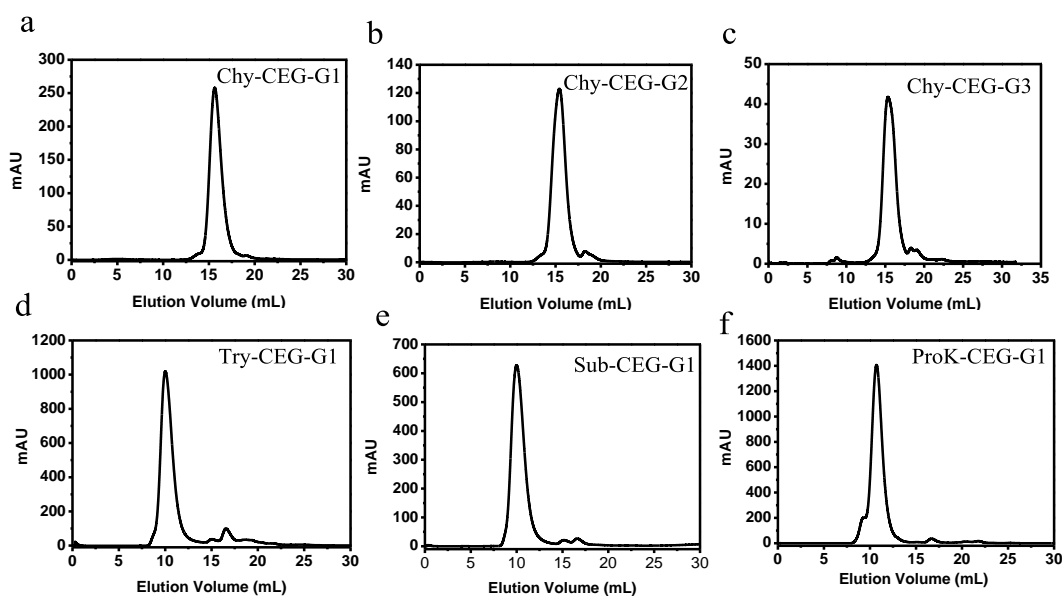 a
300
Chy-CEG-G1
250
200
150
100
50
0
mAU
0 5 10 15 20 25 30
Elution Volume (mL)
b
140
Chy-CEG-G2
120
100
80
60
40
20
0
mAU
0 5 10 15 20 25 30
Elution Volume (mL)
c
50
Chy-CEG-G3
40
30
20
10
0
mAU
0 5 10 15 20 25 30 35
Elution Volume (mL)
d
1200
Try-CEG-G1
1000
800
600
400
200
0
mAU
0 5 10 15 20 25 30
Elution Volume (mL)
e
700
Sub-CEG-G1
600
500
400
300
200
100
0
mAU
0 5 10 15 20 25 30
Elution Volume (mL)
f
1600
ProK-CEG-G1
1400
1200
1000
800
600
400
200
0
mAU
0 5 10 15 20 25 30
Elution Volume (mL)